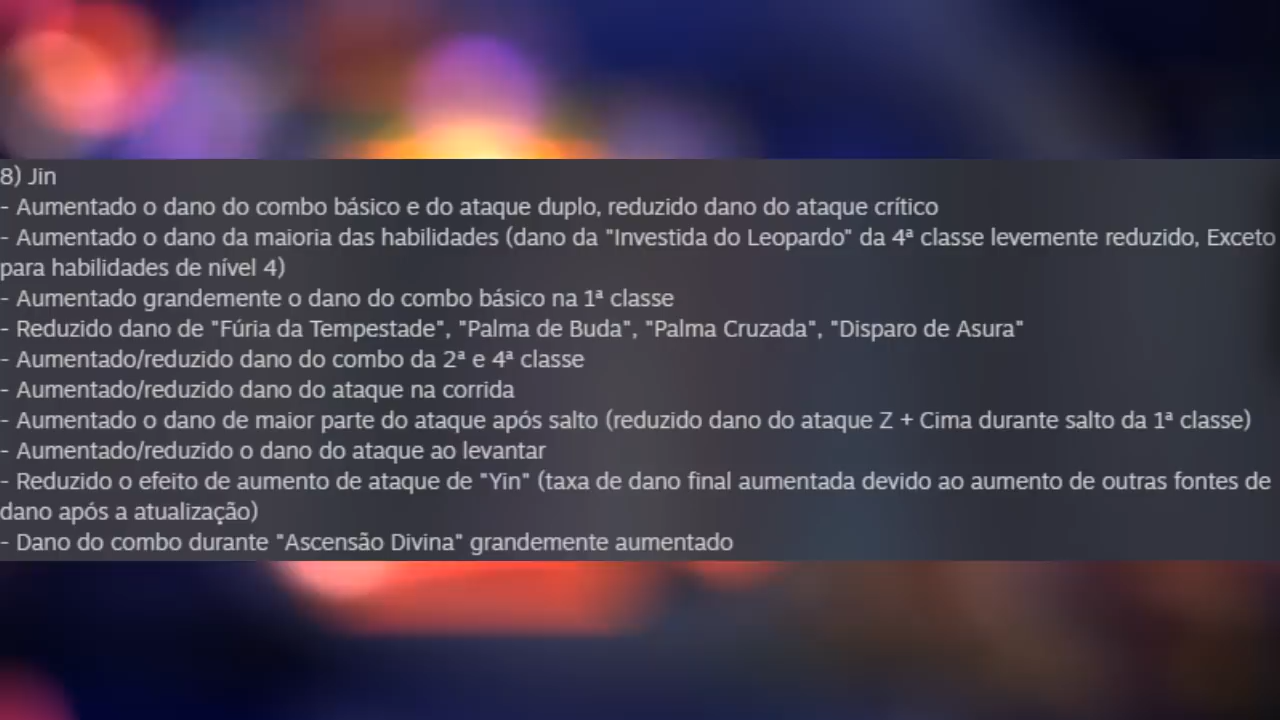 8) Jin
- Aumentado o dano do combo básico e do ataque duplo, reduzido dano do ataque crítico
- Aumentado o dano da maioria das habilidades (dano da "Investida do Leopardo" da 4ª classe levemente reduzido, Exceto
para habilidades de nível 4)
- Aumentado grandemente o dano do combo básico na 1ª classe
- Reduzido dano de "Fúria da Tempestade", "Palma de Buda", "Palma Cruzada", "Disparo de Asura"
- Aumentado/reduzido dano do combo da 2ª e 4ª classe
- Aumentado/reduzido dano do ataque na corrida
- Aumentado o dano de maior parte do ataque após salto (reduzido dano do ataque Z + Cima durante salto da 1ª classe)
- Aumentado/reduzido o dano do ataque ao levantar
- Reduzido o efeito de aumento de ataque de "Yin" (taxa de dano final aumentada devido ao aumento de outras fontes de
dano após a atualização)
- Dano do combo durante "Ascensão Divina" grandemente aumentado